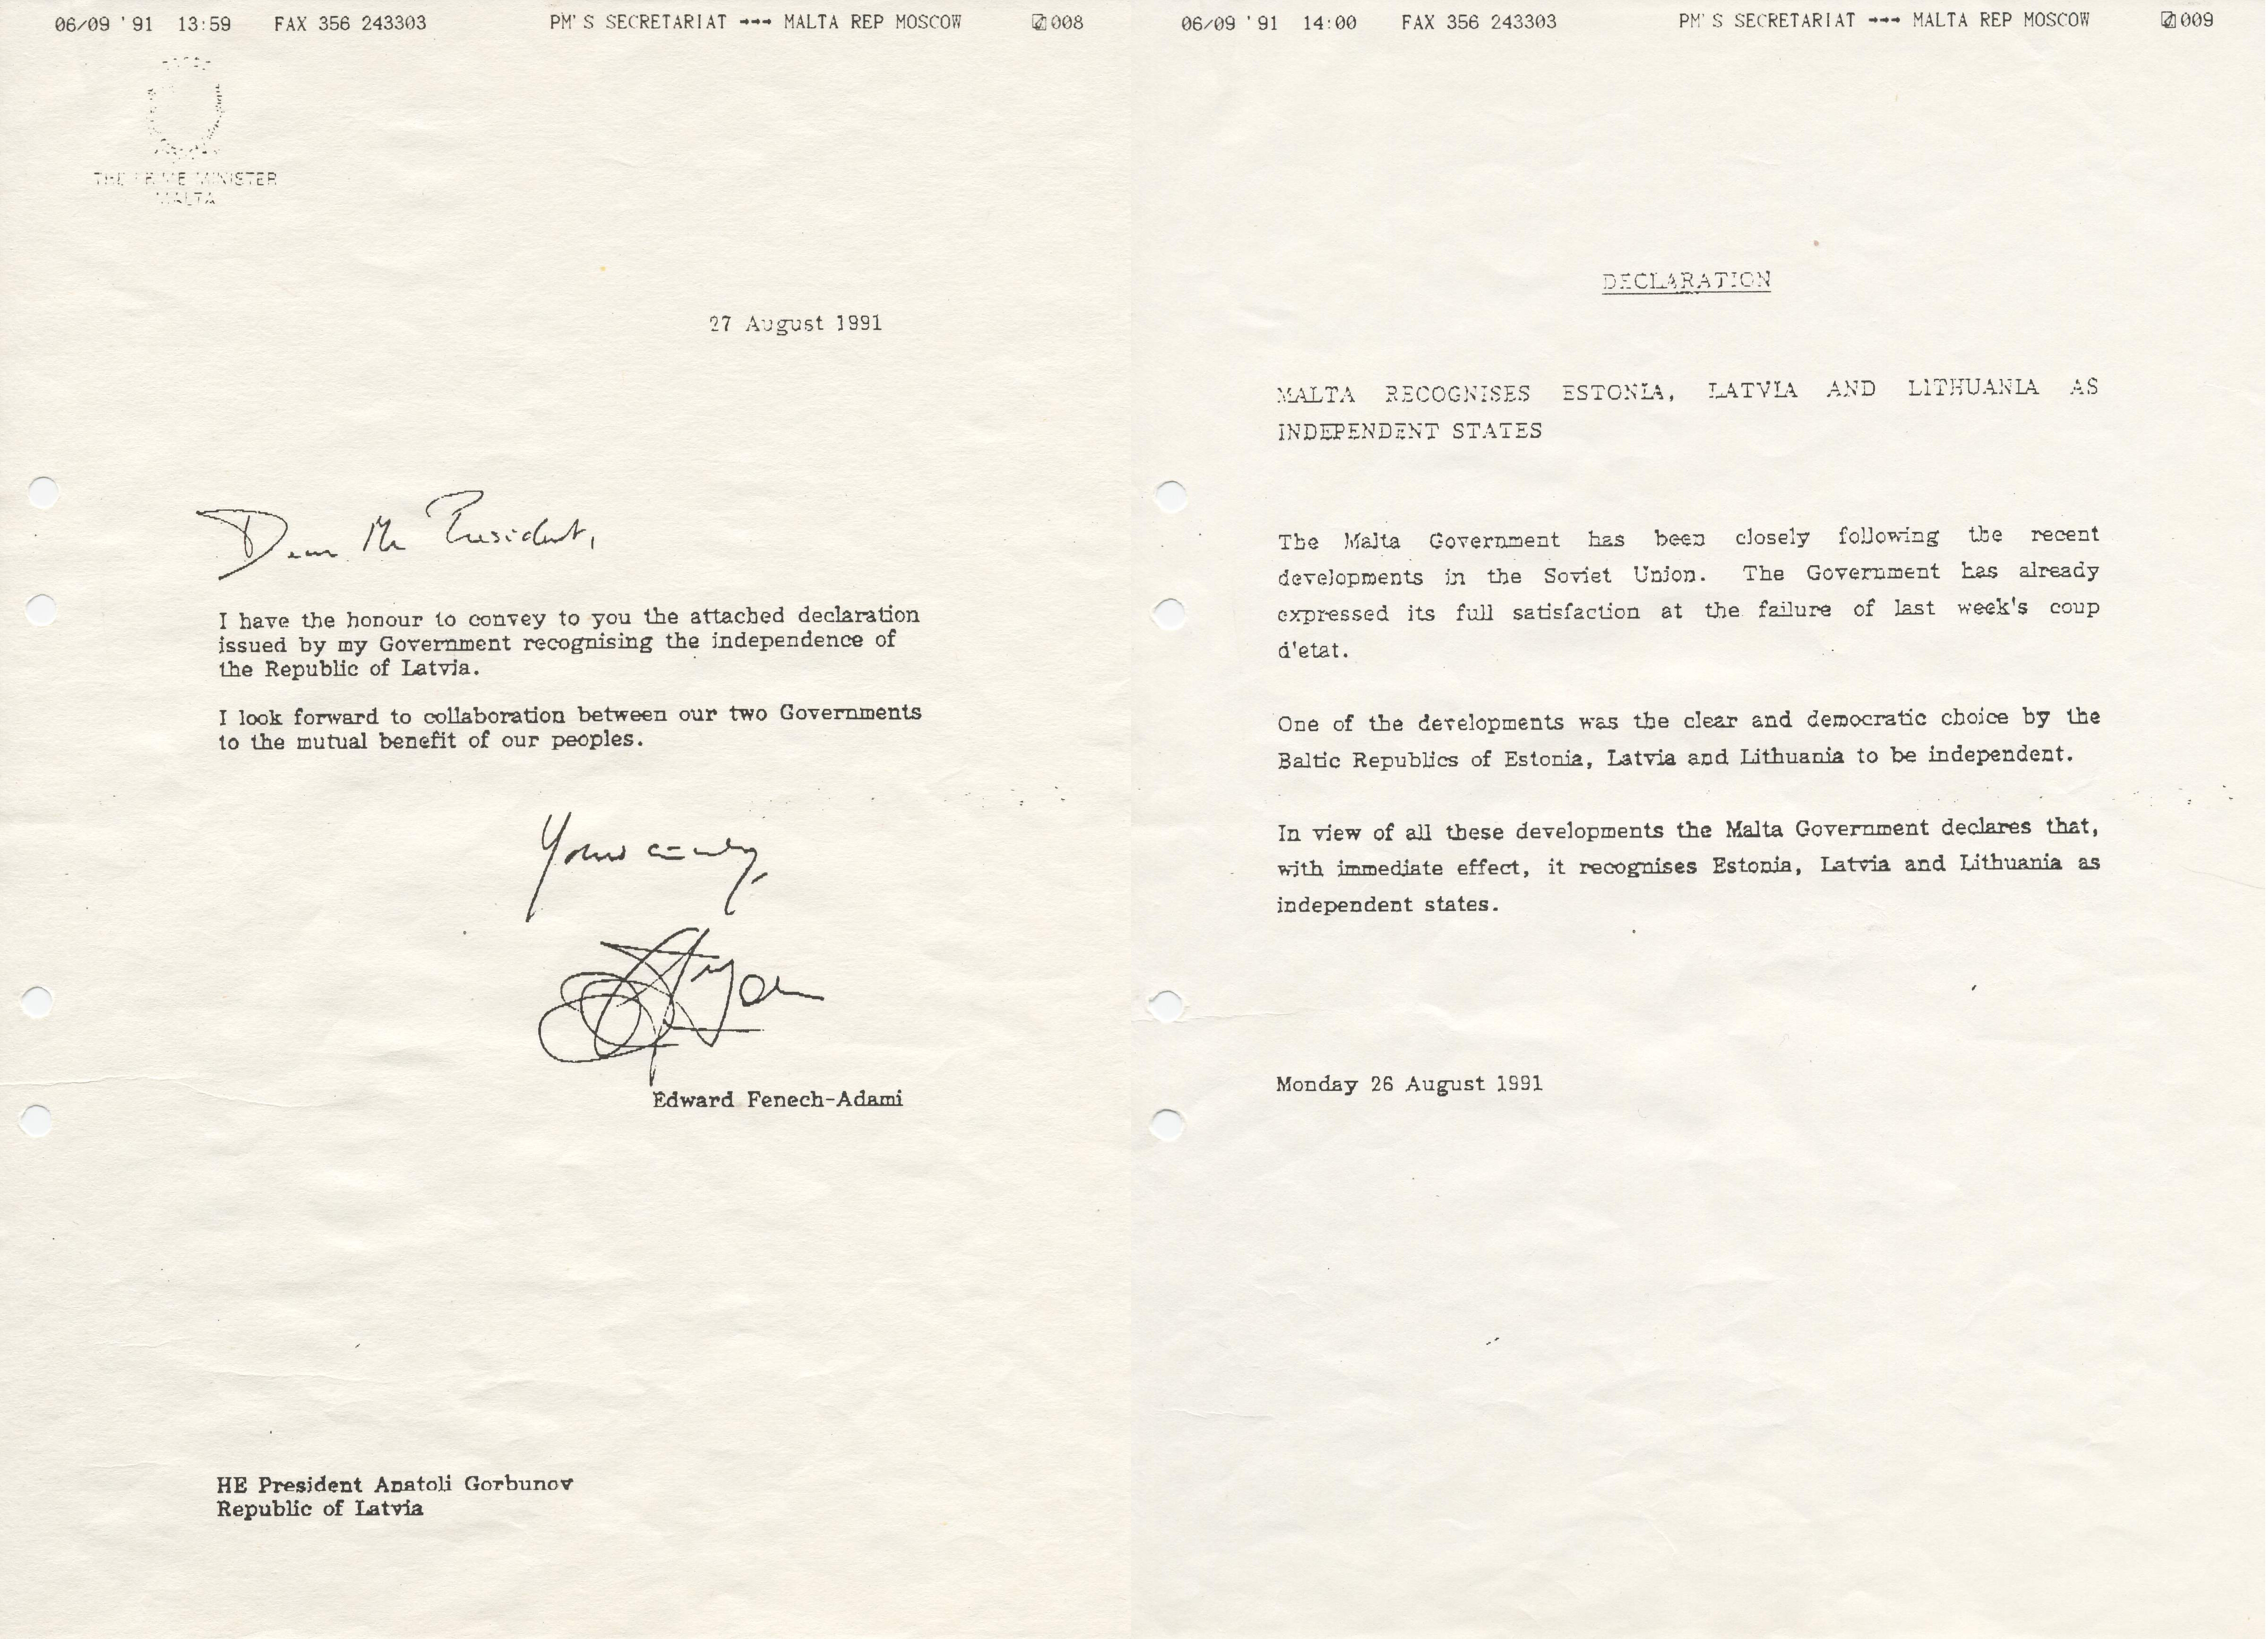 06/09 '91 13:59 FAX 356 243303 PM'S SECRETARIAT →→→ MALTA REP MOSCOW 008
THE PRIME MINISTER
MALTA
27 August 1991
Dear Mr President,
I have the honour to convey to you the attached declaration
issued by my Government recognising the independence of
the Republic of Latvia.
I look forward to collaboration between our two Governments
to the mutual benefit of our peoples.
Yours sincerely,
Edward Fenech-Adami
HE President Anatoli Gorbunov
Republic of Latvia
06/09 '91 14:00 FAX 356 243303 PM'S SECRETARIAT →→→ MALTA REP MOSCOW 009
DECLARATION
MALTA RECOGNISES ESTONIA, LATVIA AND LITHUANIA AS
INDEPENDENT STATES
The Malta Government has been closely following the recent
developments in the Soviet Union. The Government has already
expressed its full satisfaction at the failure of last week's coup
d'etat.
One of the developments was the clear and democratic choice by the
Baltic Republics of Estonia, Latvia and Lithuania to be independent.
In view of all these developments the Malta Government declares that,
with immediate effect, it recognises Estonia, Latvia and Lithuania as
independent states.
Monday 26 August 1991